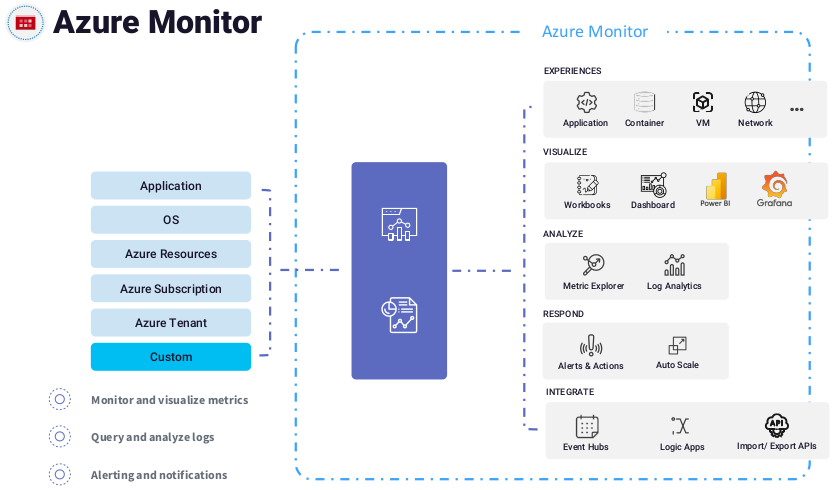 Azure Monitor
Azure Monitor
Application
OS
Azure Resources
Azure Subscription
Azure Tenant
Custom
Monitor and visualize metrics
Query and analyze logs
Alerting and notifications
EXPERIENCES
Application Container VM Network •••
VISUALIZE
Workbooks Dashboard Power BI Grafana
ANALYZE
Metric Explorer Log Analytics
RESPOND
Alerts & Actions Auto Scale
INTEGRATE
API
Event Hubs Logic Apps Import/ Export APIs